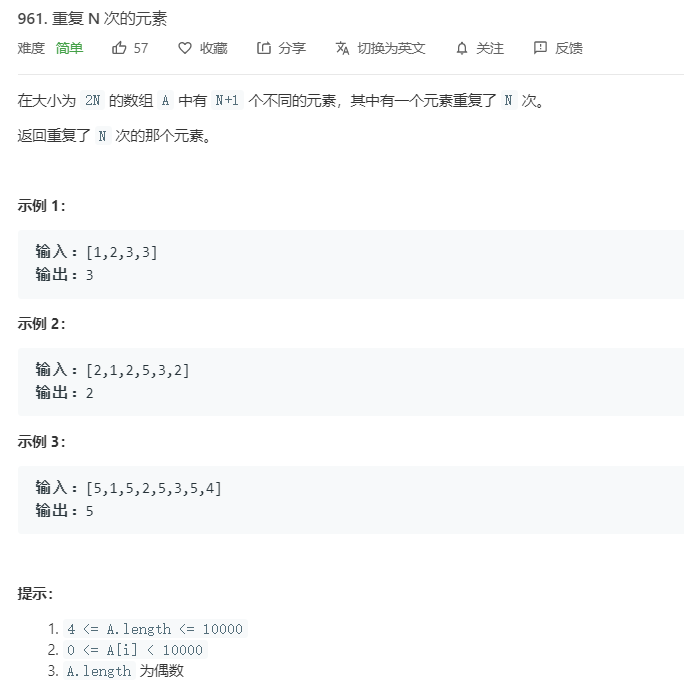 961. 重复 N 次的元素
难度 简单 57 收藏 分享 切换为英文 关注 反馈
在大小为 2N 的数组 A 中有 N+1 个不同的元素，其中有一个元素重复了 N 次。
返回重复了 N 次的那个元素。
示例 1：
输入：[1,2,3,3]
输出：3
示例 2：
输入：[2,1,2,5,3,2]
输出：2
示例 3：
输入：[5,1,5,2,5,3,5,4]
输出：5
提示：
1. 4 <= A.length <= 10000
2. 0 <= A[i] < 10000
3. A.length 为偶数